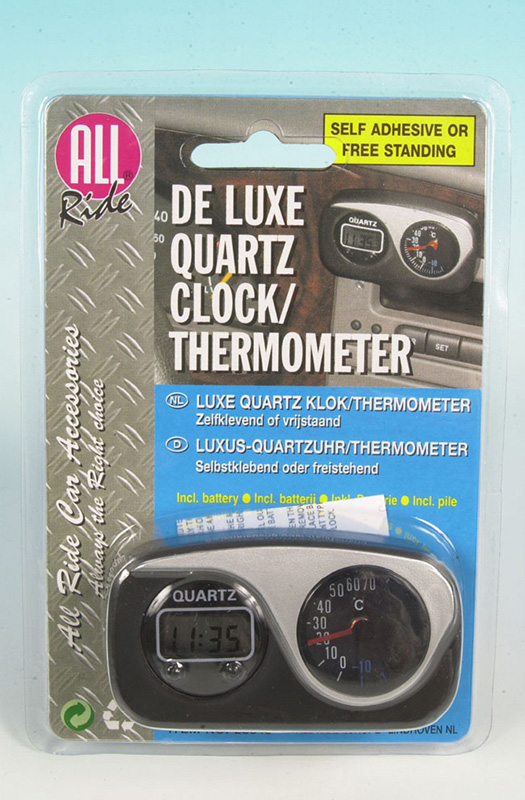 ALL
Ride
SELF ADHESIVE OR
FREE STANDING
DE LUXE
QUARTZ
CLOCK/
THERMOMETER
QUARTZ
°C
SET
NL LUXE QUARTZ KLOK/THERMOMETER
Zelfklevend of vrijstaand
D LUXUS-QUARTZUHR/THERMOMETER
Selbstklebend oder freistehend
Incl. battery ● Incl. batterij ● Incl. pile
All Ride Car Accessories
Always the Right choice
QUARTZ
11:35
50 60 70
40
30
20
10
0
-10
°C
EINDHOVEN NL